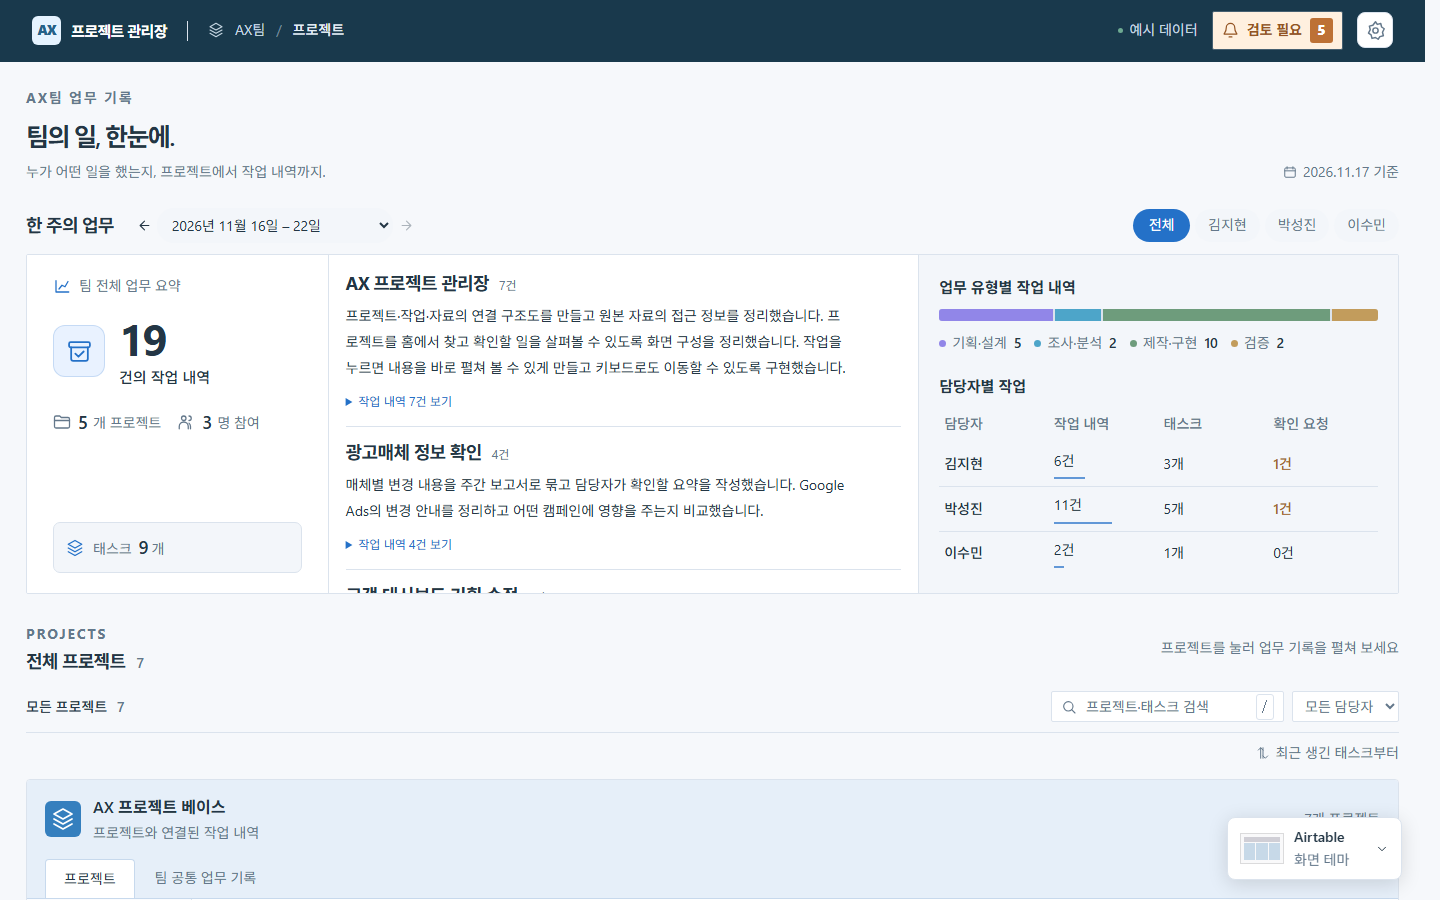 AX 프로젝트 관리장
AX팀 / 프로젝트
예시 데이터
검토 필요 5
AX팀 업무 기록
팀의 일, 한눈에.
누가 어떤 일을 했는지, 프로젝트에서 작업 내역까지.
2026.11.17 기준
한 주의 업무
← 2026년 11월 16일 – 22일 →
전체 김지현 박성진 이수민
팀 전체 업무 요약
19
건의 작업 내역
5 개 프로젝트 3 명 참여
태스크 9 개
AX 프로젝트 관리장 7건
프로젝트·작업·자료의 연결 구조도를 만들고 원본 자료의 접근 정보를 정리했습니다. 프
로젝트를 홈에서 찾고 확인할 일을 살펴볼 수 있도록 화면 구성을 정리했습니다. 작업을
누르면 내용을 바로 펼쳐 볼 수 있게 만들고 키보드로도 이동할 수 있도록 구현했습니다.
▶ 작업 내역 7건 보기
광고매체 정보 확인 4건
매체별 변경 내용을 주간 보고서로 묶고 담당자가 확인할 요약을 작성했습니다. Google
Ads의 변경 안내를 정리하고 어떤 캠페인에 영향을 주는지 비교했습니다.
▶ 작업 내역 4건 보기
업무 유형별 작업 내역
기획·설계 5 조사·분석 2 제작·구현 10 검증 2
담당자별 작업
담당자 작업 내역 태스크 확인 요청
김지현 6건 3개 1건
박성진 11건 5개 1건
이수민 2건 1개 0건
PROJECTS
전체 프로젝트 7
프로젝트를 눌러 업무 기록을 펼쳐 보세요
모든 프로젝트 7
프로젝트·태스크 검색 /
모든 담당자
최근 생긴 태스크부터
AX 프로젝트 베이스
프로젝트와 연결된 작업 내역
프로젝트 팀 공통 업무 기록
Airtable
화면 테마